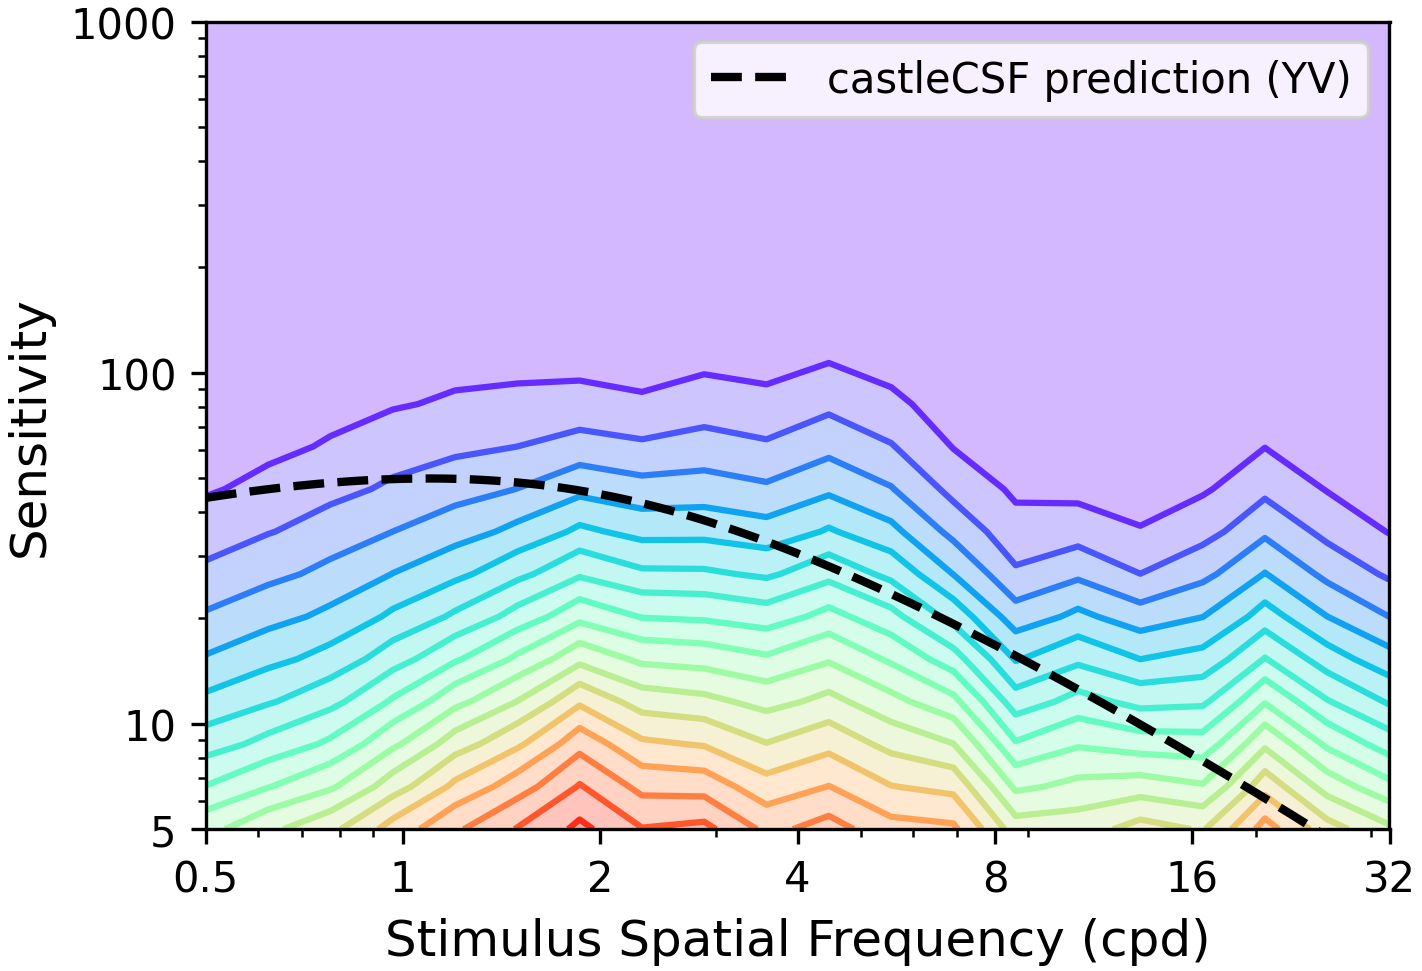 1000
castleCSF prediction (YV)
100
Sensitivity
10
5
0.5 1 2 4 8 16 32
Stimulus Spatial Frequency (cpd)